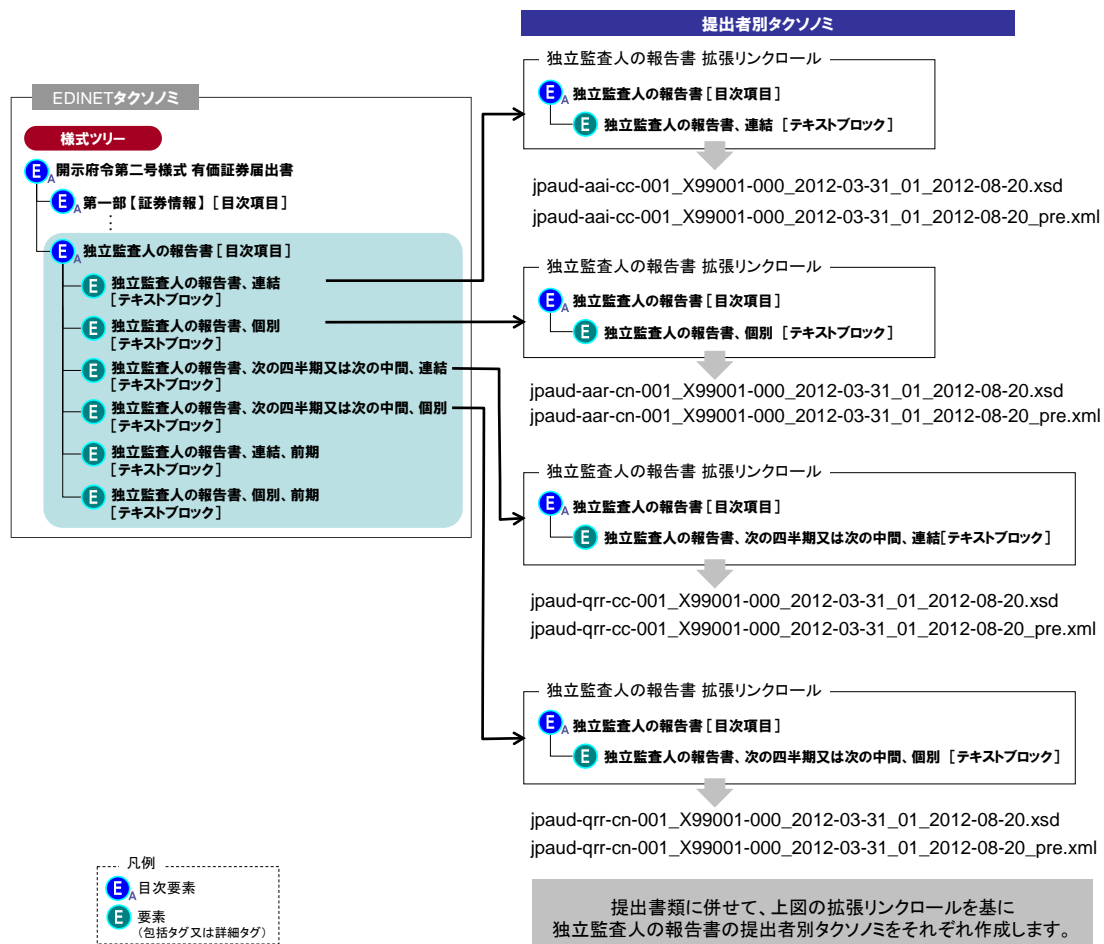 EDINETタクソノミ
様式ツリー
E A 開示府令第二号様式 有価証券届出書
E A 第一部【証券情報】 [目次項目]
⋮
E A 独立監査人の報告書[目次項目]
E 独立監査人の報告書、連結
[テキストブロック]
E 独立監査人の報告書、個別
[テキストブロック]
E 独立監査人の報告書、次の四半期又は次の中間、連結
[テキストブロック]
E 独立監査人の報告書、次の四半期又は次の中間、個別
[テキストブロック]
E 独立監査人の報告書、連結、前期
[テキストブロック]
E 独立監査人の報告書、個別、前期
[テキストブロック]
提出者別タクソノミ
独立監査人の報告書 拡張リンクロール
E A 独立監査人の報告書[目次項目]
E 独立監査人の報告書、連結 [テキストブロック]
jpaud-aai-cc-001_X99001-000_2012-03-31_01_2012-08-20.xsd
jpaud-aai-cc-001_X99001-000_2012-03-31_01_2012-08-20_pre.xml
独立監査人の報告書 拡張リンクロール
E A 独立監査人の報告書[目次項目]
E 独立監査人の報告書、個別 [テキストブロック]
jpaud-aar-cn-001_X99001-000_2012-03-31_01_2012-08-20.xsd
jpaud-aar-cn-001_X99001-000_2012-03-31_01_2012-08-20_pre.xml
独立監査人の報告書 拡張リンクロール
E A 独立監査人の報告書[目次項目]
E 独立監査人の報告書、次の四半期又は次の中間、連結[テキストブロック]
jpaud-qrr-cc-001_X99001-000_2012-03-31_01_2012-08-20.xsd
jpaud-qrr-cc-001_X99001-000_2012-03-31_01_2012-08-20_pre.xml
独立監査人の報告書 拡張リンクロール
E A 独立監査人の報告書[目次項目]
E 独立監査人の報告書、次の四半期又は次の中間、個別 [テキストブロック]
jpaud-qrr-cn-001_X99001-000_2012-03-31_01_2012-08-20.xsd
jpaud-qrr-cn-001_X99001-000_2012-03-31_01_2012-08-20_pre.xml
凡例
E A 目次要素
E 要素
(包括タグ又は詳細タグ)
提出書類に併せて、上図の拡張リンクロールを基に
独立監査人の報告書の提出者別タクソノミをそれぞれ作成します。